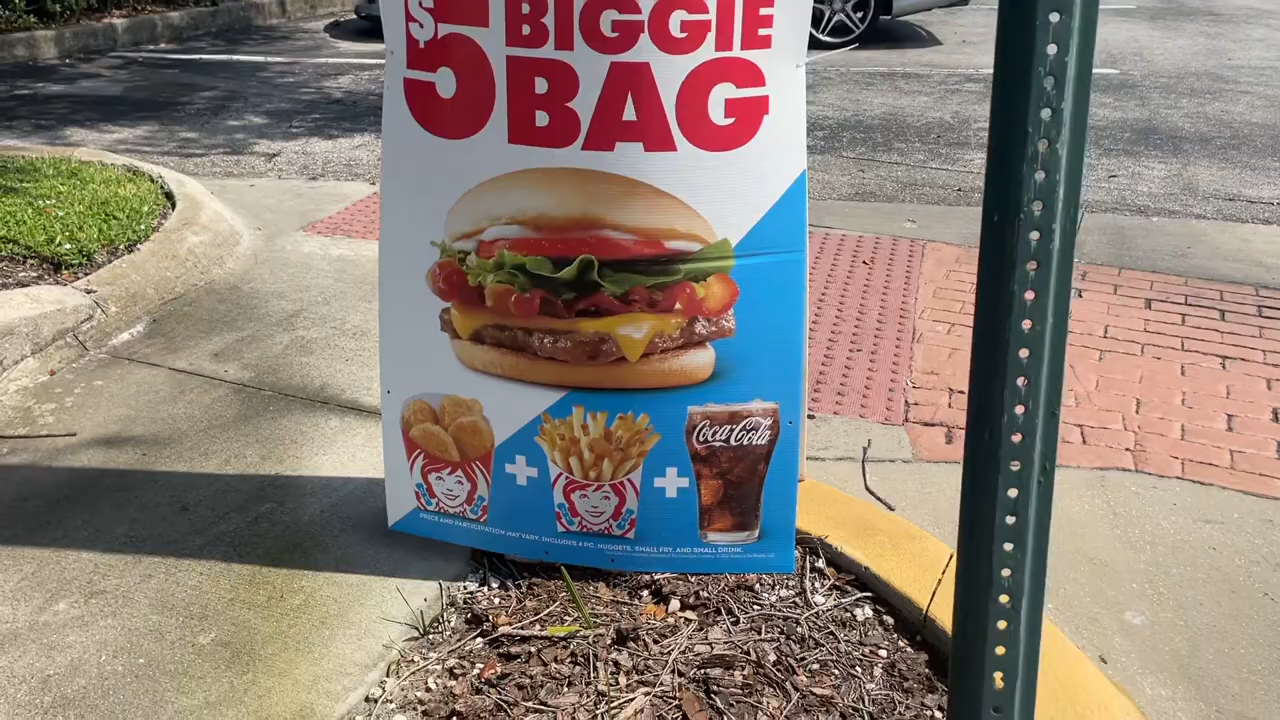 $5 BIGGIE
BAG
Coca-Cola
PRICE AND PARTICIPATION MAY VARY. INCLUDES 4 PC. NUGGETS, SMALL FRY, AND SMALL DRINK.